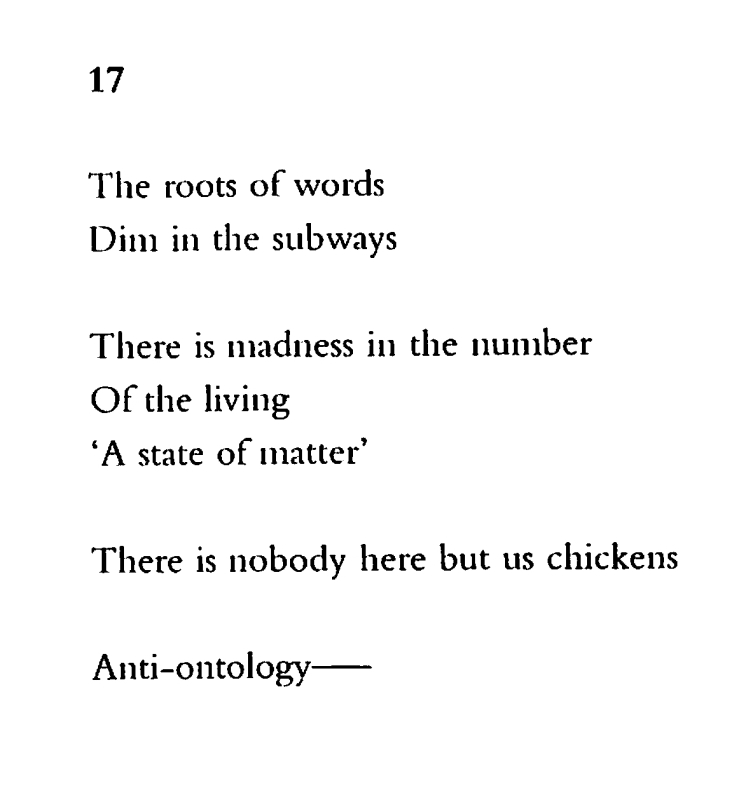 17
The roots of words
Dim in the subways
There is madness in the number
Of the living
‘A state of matter’
There is nobody here but us chickens
Anti-ontology——